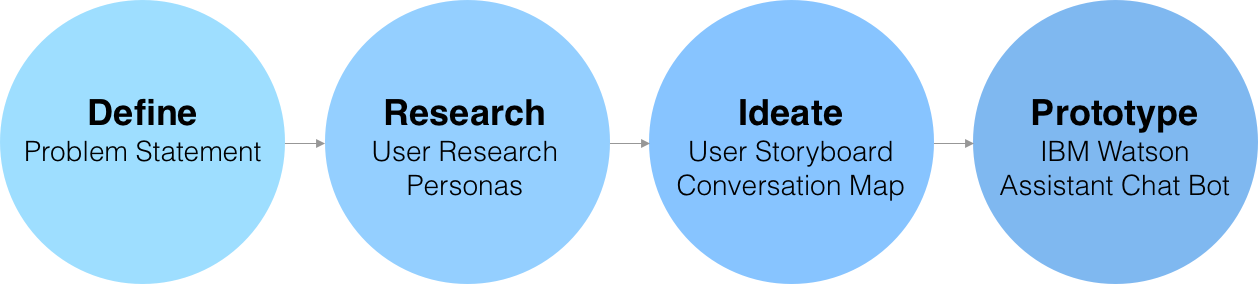 Define
Problem Statement
Research
User Research
Personas
Ideate
User Storyboard
Conversation Map
Prototype
IBM Watson
Assistant Chat Bot